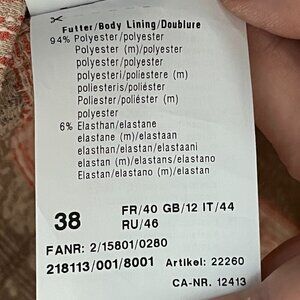 Futter/Body Lining/Doublure
94% Polyester/polyester
Polyester (m)/polyester
polyester/polyester
polyesteri/poliestere (m)
poliesteris/poliéster
Poliester/poliéster (m)
polyester
6% Elasthan/elastane
elastane (m)/elastaan
elasthan/elastan/elastaani
elastan (m)/elastans/elastano
Elastan/elastano (m)/elastan
38 FR/40 GB/12 IT/44
RU/46
FANR: 2/15801/0280
218113/001/8001 Artikel: 22260
CA-NR. 12413